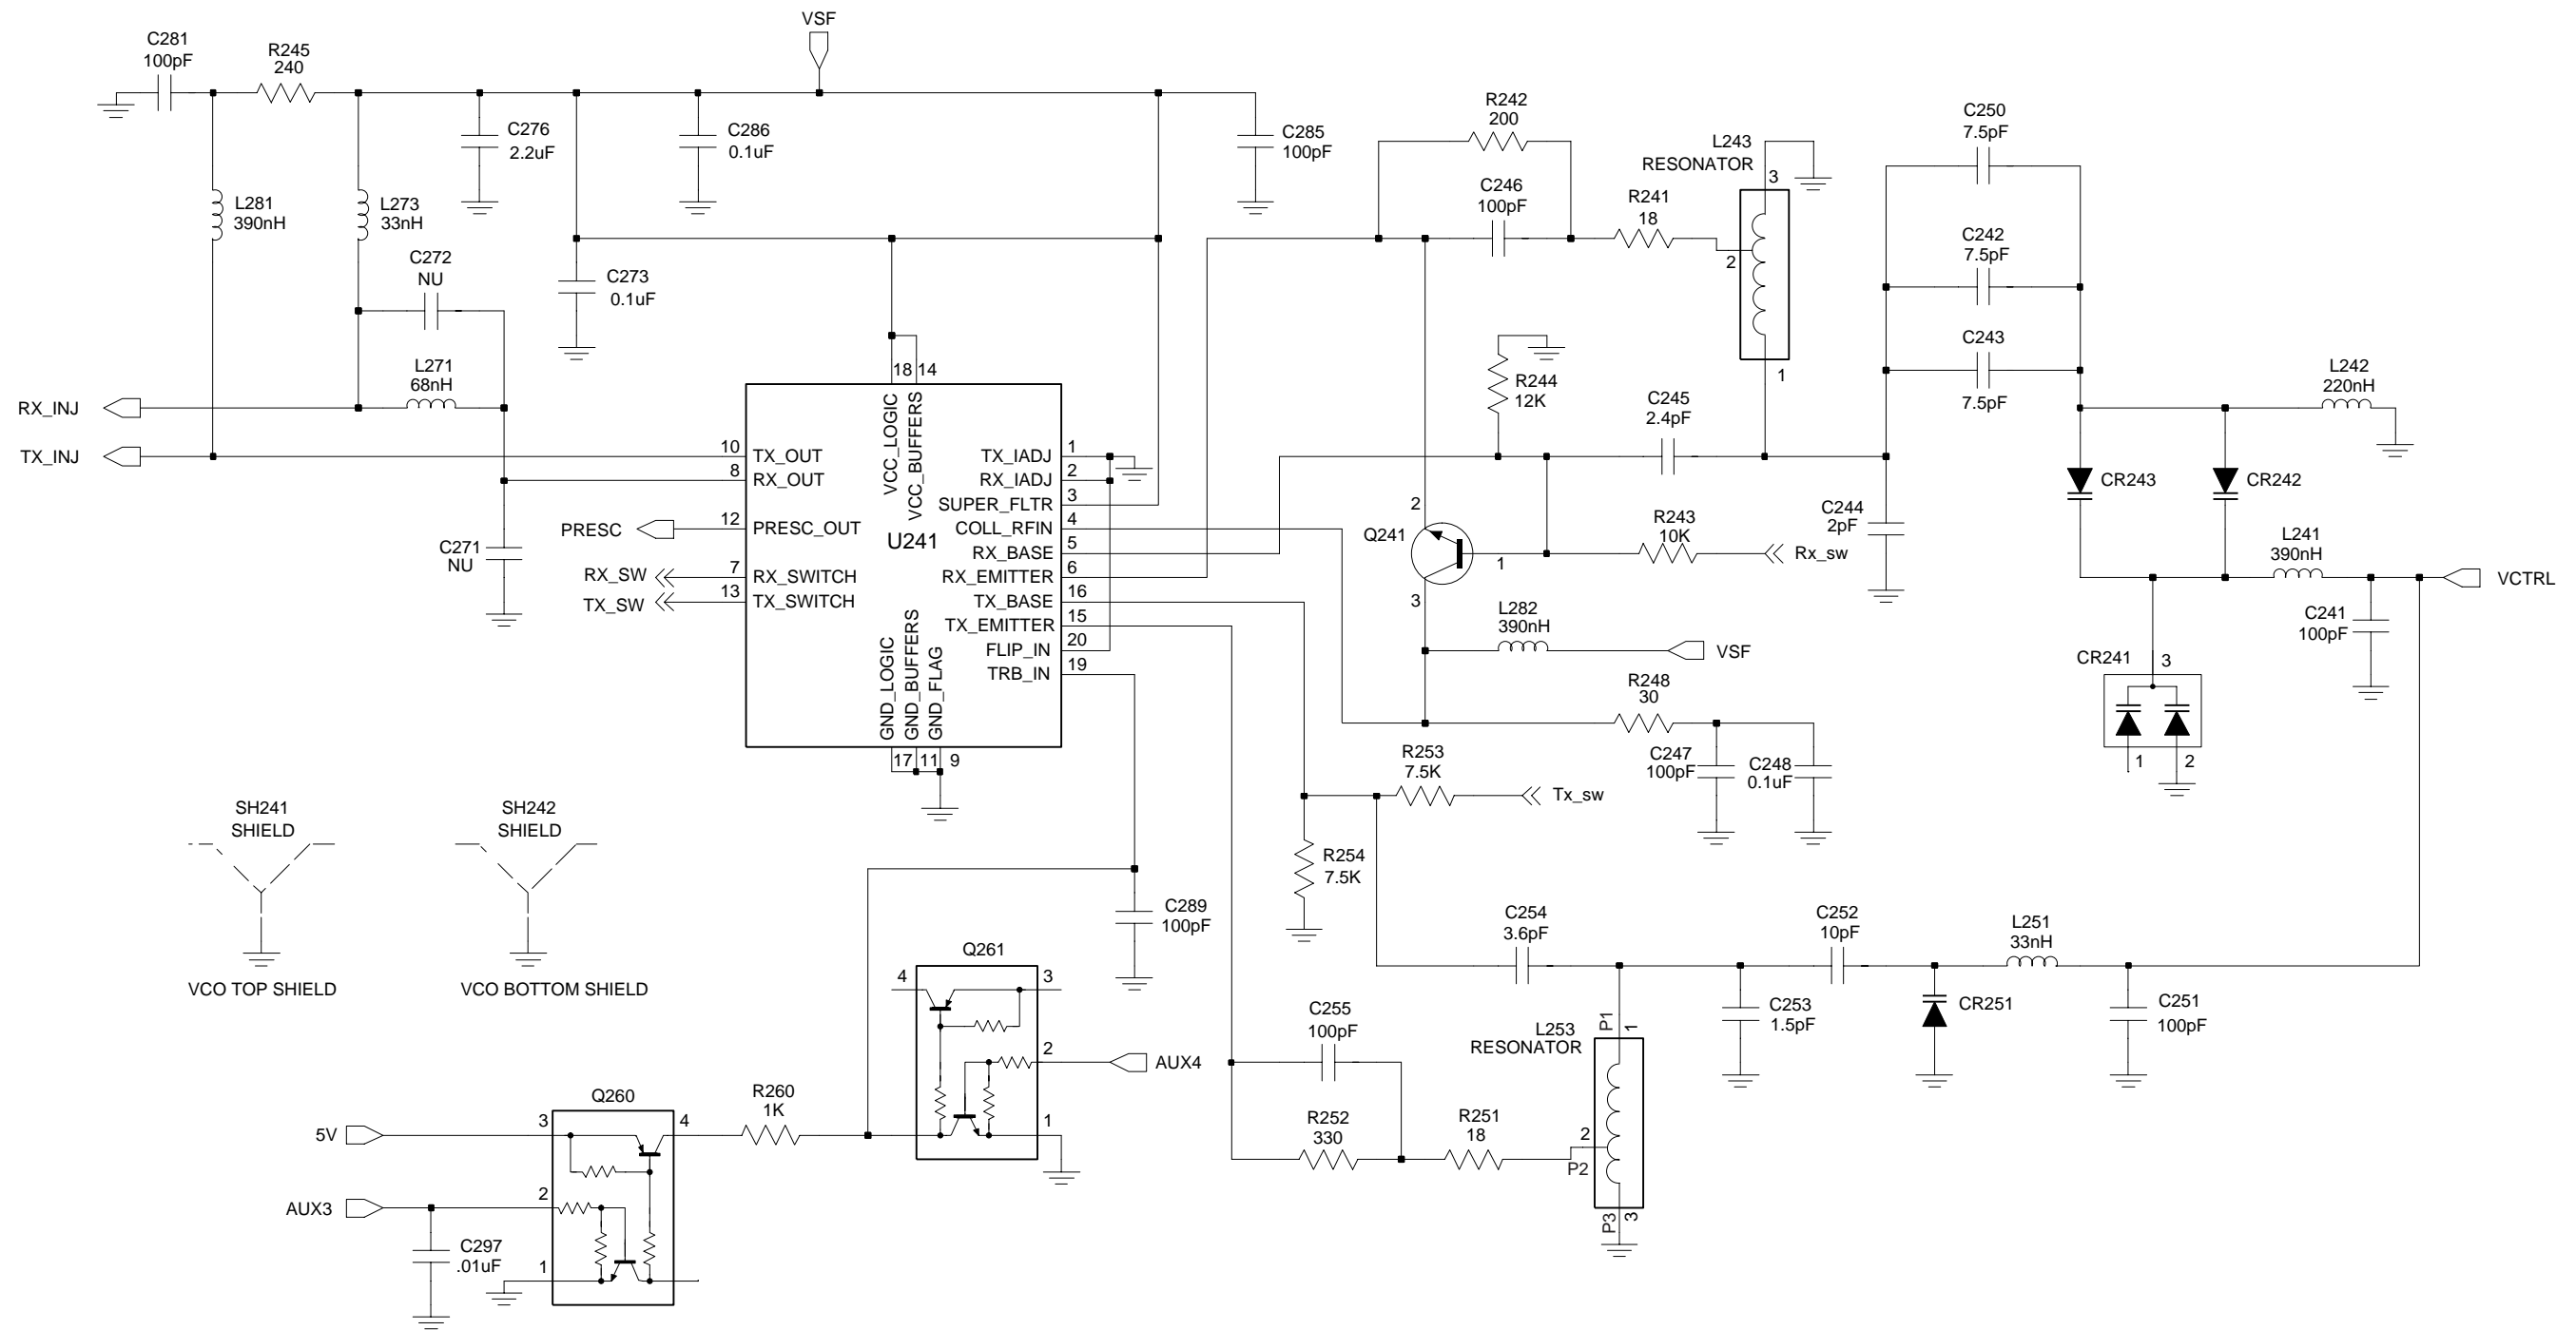 VSF
C281
100pF
R245
240
C276
2.2uF
C286
0.1uF
C285
100pF
L281
390nH
L273
33nH
C272
NU
C273
0.1uF
L271
68nH
RX_INJ
TX_INJ
C271
NU
PRESC
RX_SW
TX_SW
18
14
10
8
12
7
13
VCC_LOGIC
VCC_BUFFERS
TX_OUT
RX_OUT
PRESC_OUT
RX_SWITCH
TX_SWITCH
U241
TX_IADJ
RX_IADJ
SUPER_FLTR
COLL_RFIN
RX_BASE
RX_EMITTER
TX_BASE
TX_EMITTER
FLIP_IN
TRB_IN
1
2
3
4
5
6
16
15
20
19
GND_LOGIC
GND_BUFFERS
GND_FLAG
17
11
9
R242
200
C246
100pF
R241
18
L243
RESONATOR
3
2
1
R244
12K
C245
2.4pF
2
Q241
1
3
R243
10K
Rx_sw
L282
390nH
VSF
R248
30
C247
100pF
C248
0.1uF
C250
7.5pF
C242
7.5pF
C243
7.5pF
L242
220nH
CR243
CR242
C244
2pF
L241
390nH
VCTRL
C241
100pF
CR241
3
1
2
R253
7.5K
Tx_sw
R254
7.5K
C254
3.6pF
C252
10pF
L251
33nH
C253
1.5pF
CR251
C251
100pF
C255
100pF
L253
RESONATOR
P1
1
2
P2
P3
3
R252
330
R251
18
SH241
SHIELD
VCO TOP SHIELD
SH242
SHIELD
VCO BOTTOM SHIELD
C289
100pF
Q261
4
3
2
1
AUX4
Q260
3
4
2
1
R260
1K
5V
AUX3
C297
.01uF